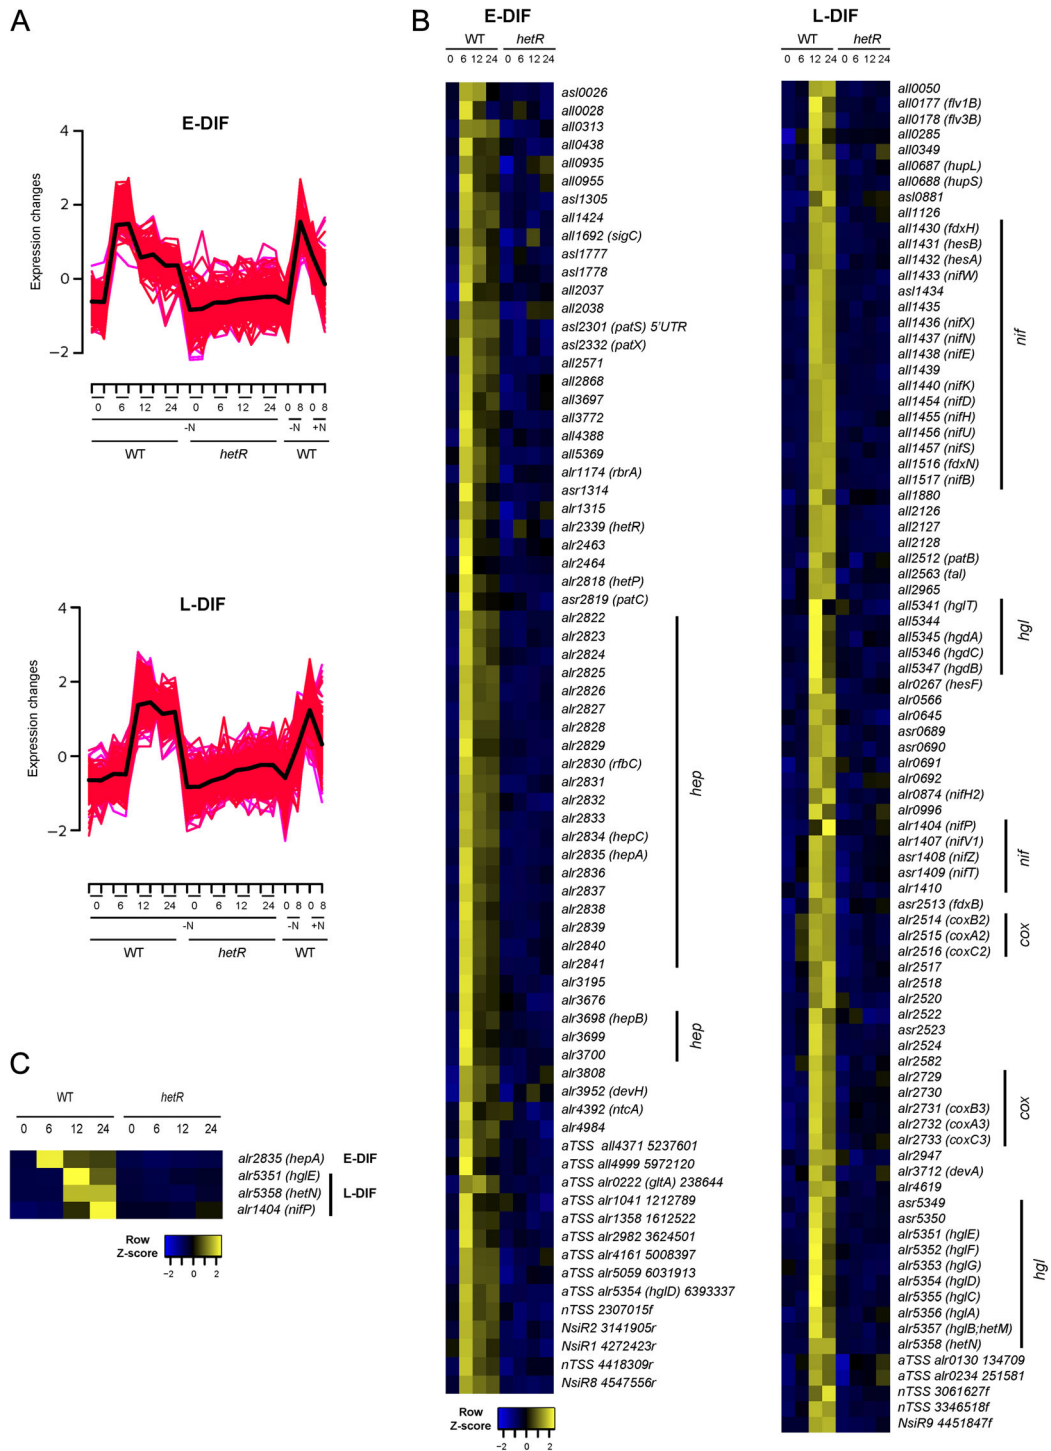 A
E-DIF
Expression changes
4
2
0
−2
0 6 12 24 0 6 12 24 0 8 0 8
-N -N +N
WT hetR WT
L-DIF
Expression changes
4
2
0
−2
0 6 12 24 0 6 12 24 0 8 0 8
-N -N +N
WT hetR WT
B
E-DIF
WT hetR
0 6 12 24 0 6 12 24
asl0026
all0028
all0313
all0438
all0935
all0955
asl1305
all1424
all1692 (sigC)
asl1777
asl1778
all2037
all2038
asl2301 (patS) 5'UTR
asl2332 (patX)
all2571
all2868
all3697
all3772
all4388
all5369
alr1174 (rbrA)
asr1314
alr1315
alr2339 (hetR)
alr2463
alr2464
alr2818 (hetP)
asr2819 (patC)
alr2822
alr2823
alr2824
alr2825
alr2826
alr2827
alr2828
alr2829
alr2830 (rfbC)
alr2831
alr2832
alr2833
alr2834 (hepC)
alr2835 (hepA)
alr2836
alr2837
alr2838
alr2839
alr2840
alr2841
hep
alr3195
alr3676
alr3698 (hepB)
alr3699
alr3700
hep
alr3808
alr3952 (devH)
alr4392 (ntcA)
alr4984
aTSS all4371 5237601
aTSS all4999 5972120
aTSS alr0222 (gltA) 238644
aTSS alr1041 1212789
aTSS alr1358 1612522
aTSS alr2982 3624501
aTSS alr4161 5008397
aTSS alr5059 6031913
aTSS alr5354 (hglD) 6393337
nTSS 2307015f
NsiR2 3141905r
NsiR1 4272423r
nTSS 4418309r
NsiR8 4547556r
Row
Z-score
−2 0 2
L-DIF
WT hetR
0 6 12 24 0 6 12 24
all0050
all0177 (flv1B)
all0178 (flv3B)
all0285
all0349
all0687 (hupL)
all0688 (hupS)
asl0881
all1126
all1430 (fdxH)
all1431 (hesB)
all1432 (hesA)
all1433 (nifW)
asl1434
all1435
all1436 (nifX)
all1437 (nifN)
all1438 (nifE)
all1439
all1440 (nifK)
all1454 (nifD)
all1455 (nifH)
all1456 (nifU)
all1457 (nifS)
all1516 (fdxN)
all1517 (nifB)
nif
all1880
all2126
all2127
all2128
all2512 (patB)
all2563 (tal)
all2965
all5341 (hglT)
all5344
all5345 (hgdA)
all5346 (hgdC)
all5347 (hgdB)
hgl
alr0267 (hesF)
alr0566
alr0645
asr0689
asr0690
alr0691
alr0692
alr0874 (nifH2)
alr0996
alr1404 (nifP)
alr1407 (nifV1)
asr1408 (nifZ)
asr1409 (nifT)
alr1410
nif
asr2513 (fdxB)
alr2514 (coxB2)
alr2515 (coxA2)
alr2516 (coxC2)
cox
alr2517
alr2518
alr2520
alr2522
asr2523
alr2524
alr2582
alr2729
alr2730
alr2731 (coxB3)
alr2732 (coxA3)
alr2733 (coxC3)
cox
alr2947
alr3712 (devA)
alr4619
asr5349
asr5350
alr5351 (hglE)
alr5352 (hglF)
alr5353 (hglG)
alr5354 (hglD)
alr5355 (hglC)
alr5356 (hglA)
alr5357 (hglB;hetM)
alr5358 (hetN)
hgl
aTSS alr0130 134709
aTSS alr0234 251581
nTSS 3061627f
nTSS 3346518f
NsiR9 4451847f
C
WT hetR
0 6 12 24 0 6 12 24
alr2835 (hepA) E-DIF
alr5351 (hglE)
alr5358 (hetN) L-DIF
alr1404 (nifP)
Row
Z-score
−2 0 2